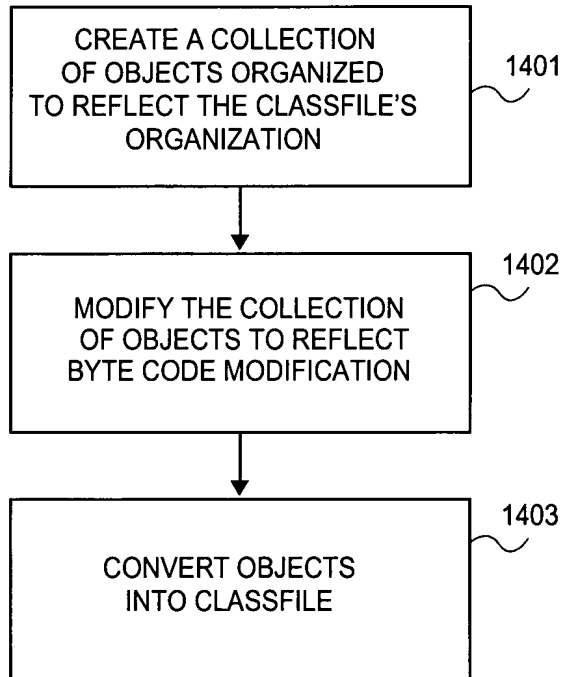 CREATE A COLLECTION
OF OBJECTS ORGANIZED
TO REFLECT THE CLASSFILE'S
ORGANIZATION
1401
MODIFY THE COLLECTION
OF OBJECTS TO REFLECT
BYTE CODE MODIFICATION
1402
CONVERT OBJECTS
INTO CLASSFILE
1403